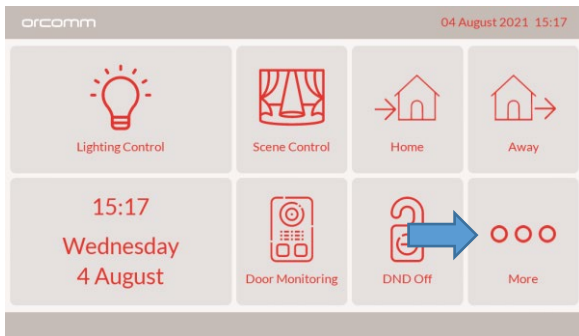 orcomm
04 August 2021 15:17
Lighting Control
Scene Control
Home
Away
15:17
Wednesday
4 August
Door Monitoring
DND Off
More